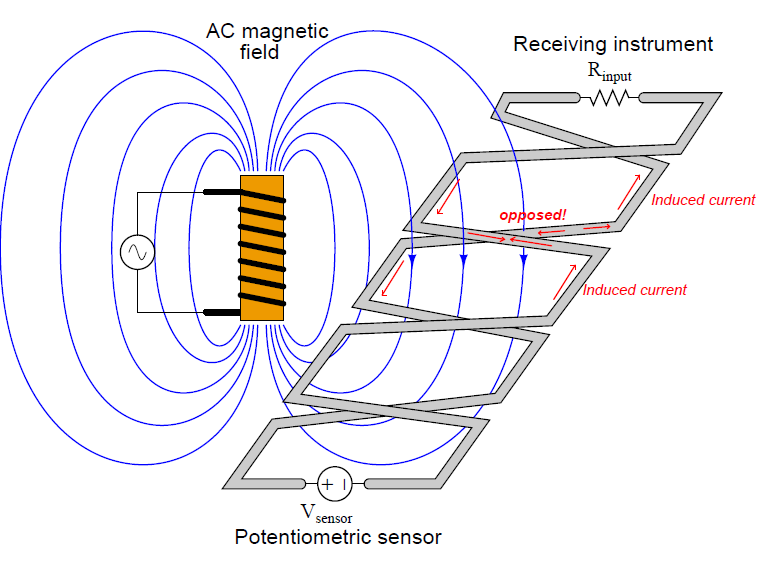 AC magnetic
field
Receiving instrument
Rinput
Induced current
opposed!
Induced current
+ -
Vsensor
Potentiometric sensor